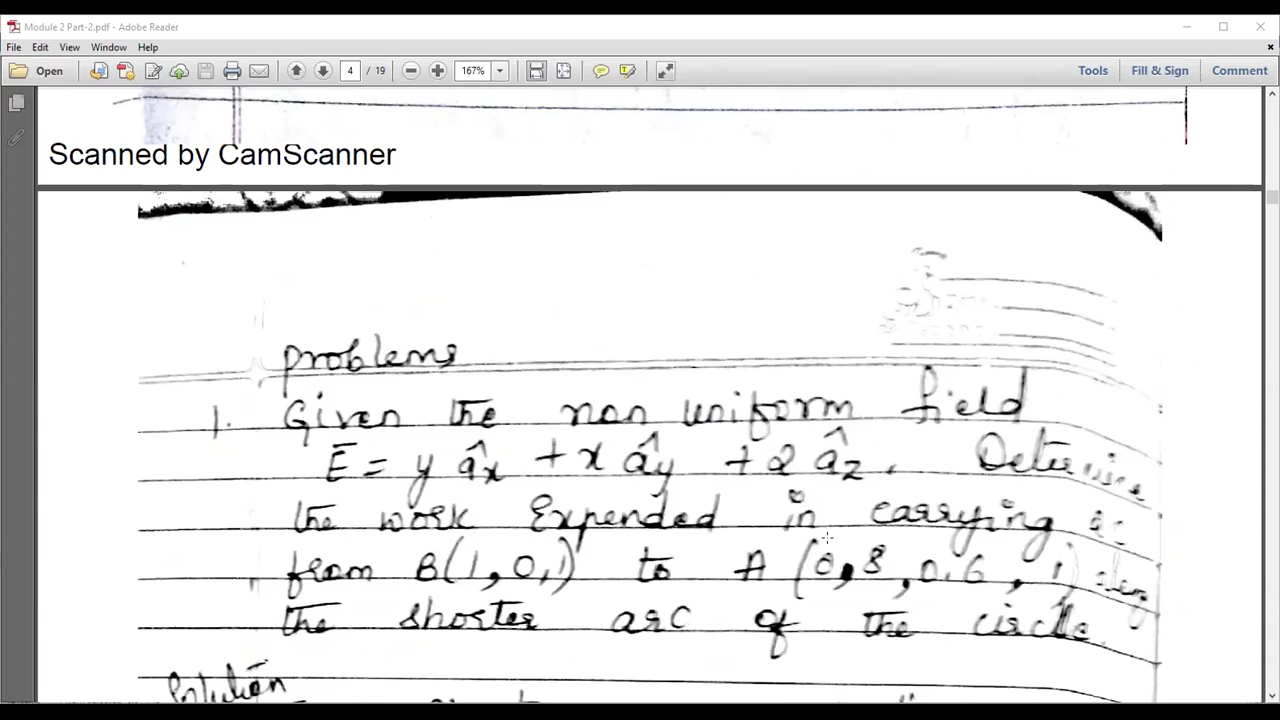 Module 2 Part-2.pdf - Adobe Reader
File Edit View Window Help
Open 4 / 19 167% Tools Fill & Sign Comment
Scanned by CamScanner
problems
1. Given the non uniform field
Ē = y âx + x ây + 2 âz. Determine
the work Expended in carrying 2c
from B(1, 0, 1) to A (0.8, 0.6, 1) along
the shorter arc of the circle.
Solution